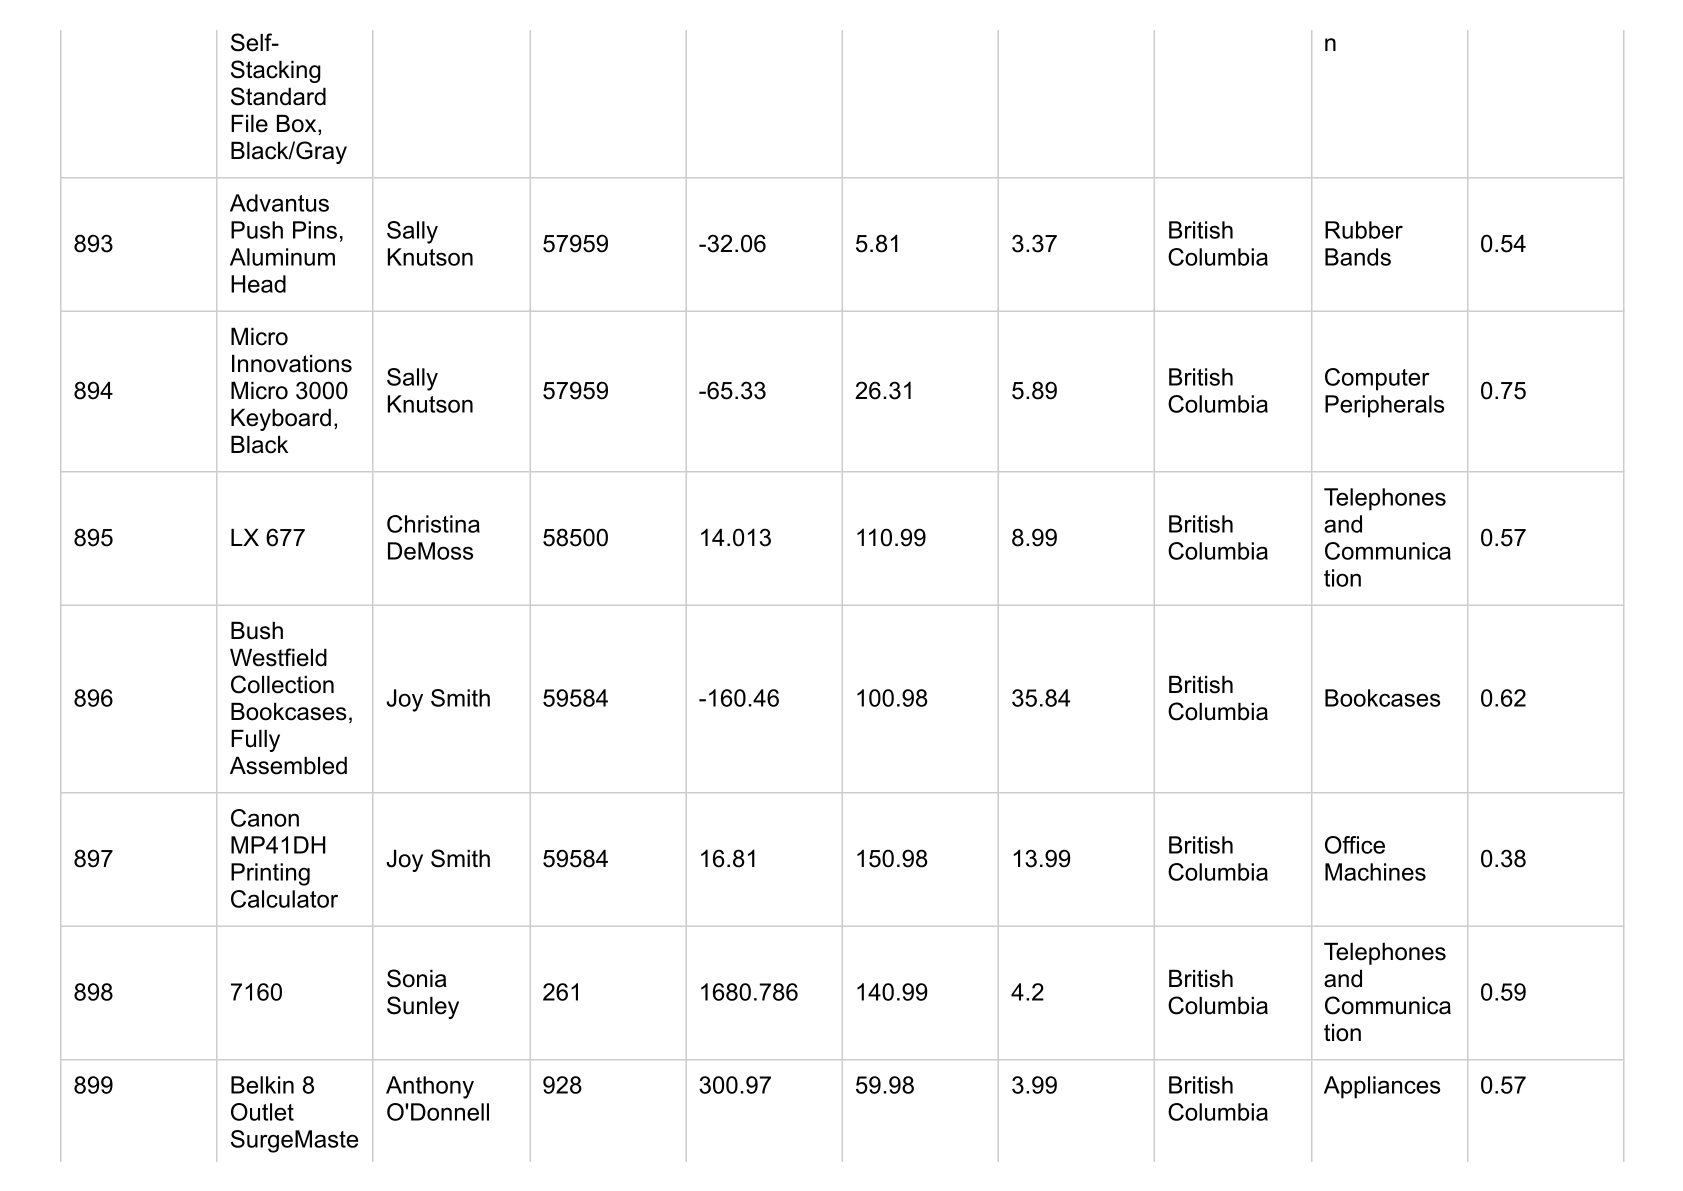 Self-
Stacking
Standard
File Box,
Black/Gray
n
893
Advantus
Push Pins,
Aluminum
Head
Sally
Knutson
57959
-32.06
5.81
3.37
British
Columbia
Rubber
Bands
0.54
894
Micro
Innovations
Micro 3000
Keyboard,
Black
Sally
Knutson
57959
-65.33
26.31
5.89
British
Columbia
Computer
Peripherals
0.75
895
LX 677
Christina
DeMoss
58500
14.013
110.99
8.99
British
Columbia
Telephones
and
Communica
tion
0.57
896
Bush
Westfield
Collection
Bookcases,
Fully
Assembled
Joy Smith
59584
-160.46
100.98
35.84
British
Columbia
Bookcases
0.62
897
Canon
MP41DH
Printing
Calculator
Joy Smith
59584
16.81
150.98
13.99
British
Columbia
Office
Machines
0.38
898
7160
Sonia
Sunley
261
1680.786
140.99
4.2
British
Columbia
Telephones
and
Communica
tion
0.59
899
Belkin 8
Outlet
SurgeMaste
Anthony
O'Donnell
928
300.97
59.98
3.99
British
Columbia
Appliances
0.57